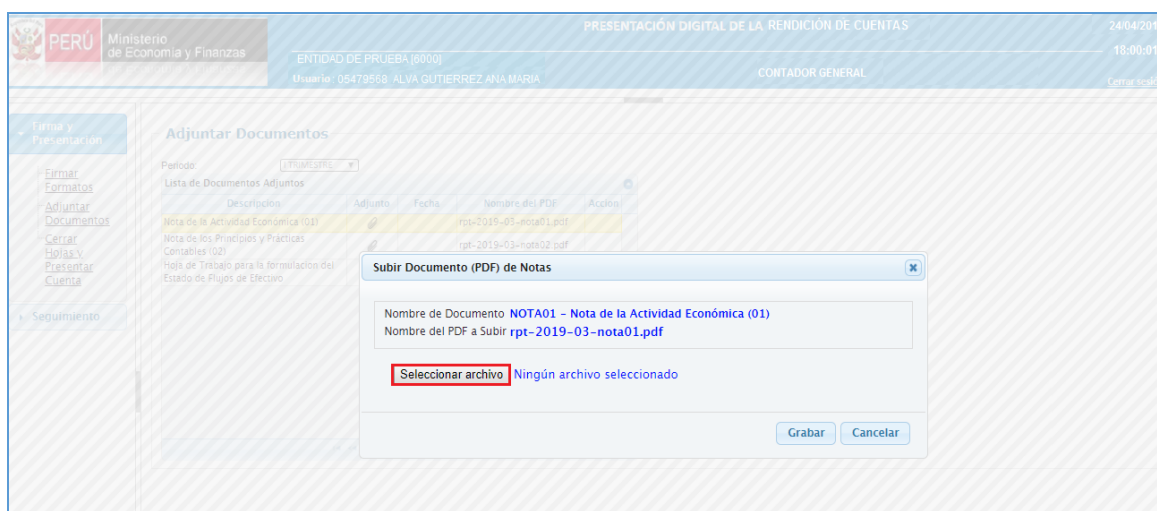 PRESENTACIÓN DIGITAL DE LA RENDICIÓN DE CUENTAS
24/04/201
PERÚ
Ministerio
de Economía y Finanzas
18:00:01
ENTIDAD DE PRUEBA [6000]
Usuario : 05479568 ALVA GUTIERREZ ANA MARIA
CONTADOR GENERAL
Cerrar sesió
Firma y
Presentación
Firmar
Formatos
Adjuntar
Documentos
Cerrar
Hojas y
Presentar
Cuenta
Seguimiento
Adjuntar Documentos
Periodo: I TRIMESTRE
Lista de Documentos Adjuntos
Descripcion Adjunto Fecha Nombre del PDF Accion
Nota de la Actividad Económica (01) rpt-2019-03-nota01.pdf
Nota de los Principios y Prácticas
Contables (02) rpt-2019-03-nota02.pdf
Hoja de Trabajo para la formulacion del
Estado de Flujos de Efectivo
Subir Documento (PDF) de Notas
Nombre de Documento NOTA01 - Nota de la Actividad Económica (01)
Nombre del PDF a Subir rpt-2019-03-nota01.pdf
Seleccionar archivo Ningún archivo seleccionado
Grabar Cancelar